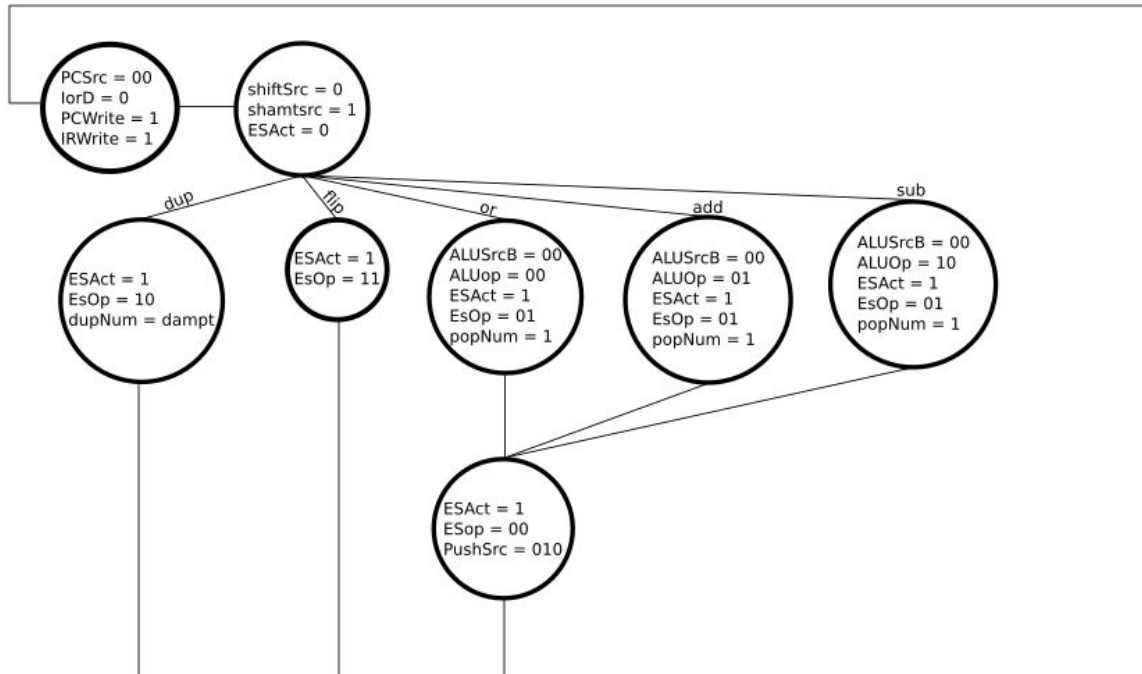 PCSrc = 00
IorD = 0
PCWrite = 1
IRWrite = 1
shiftSrc = 0
shamtsrc = 1
ESAct = 0
dup
flip
or
add
sub
ESAct = 1
EsOp = 10
dupNum = dampt
ESAct = 1
EsOp = 11
ALUSrcB = 00
ALUop = 00
ESAct = 1
EsOp = 01
popNum = 1
ALUSrcB = 00
ALUOp = 01
ESAct = 1
EsOp = 01
popNum = 1
ALUSrcB = 00
ALUOp = 10
ESAct = 1
EsOp = 01
popNum = 1
ESAct = 1
ESop = 00
PushSrc = 010